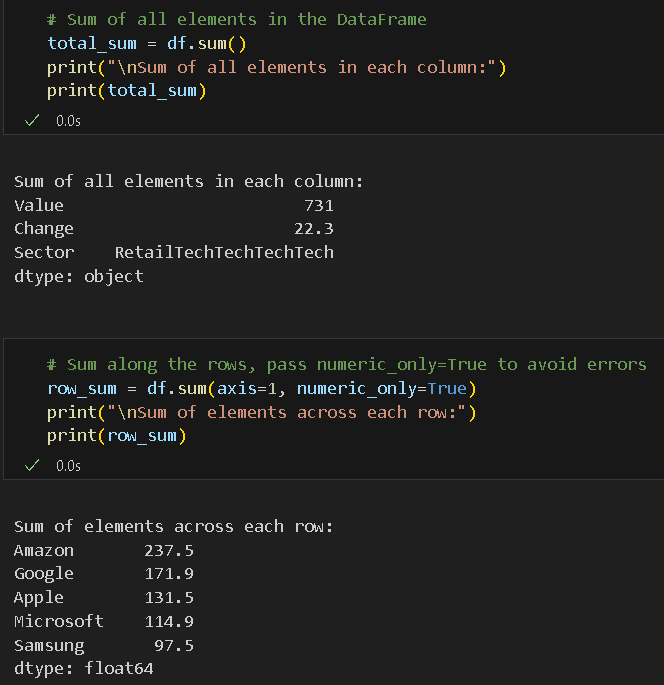 # Sum of all elements in the DataFrame
total_sum = df.sum()
print("\nSum of all elements in each column:")
print(total_sum)
0.0s
Sum of all elements in each column:
Value                        731
Change                      22.3
Sector    RetailTechTechTechTech
dtype: object
# Sum along the rows, pass numeric_only=True to avoid errors
row_sum = df.sum(axis=1, numeric_only=True)
print("\nSum of elements across each row:")
print(row_sum)
0.0s
Sum of elements across each row:
Amazon       237.5
Google       171.9
Apple        131.5
Microsoft    114.9
Samsung       97.5
dtype: float64